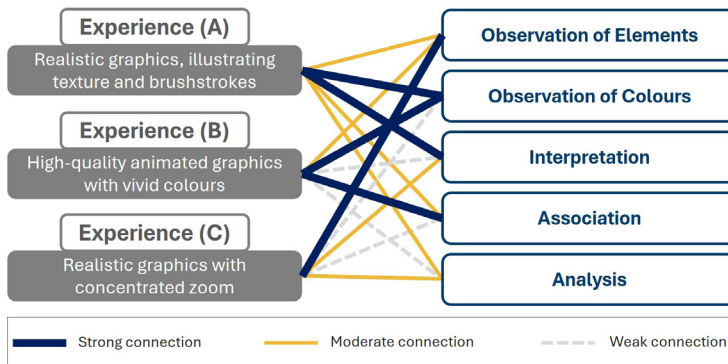 Experience (A)
Realistic graphics, illustrating
texture and brushstrokes
Experience (B)
High-quality animated graphics
with vivid colours
Experience (C)
Realistic graphics with
concentrated zoom
Observation of Elements
Observation of Colours
Interpretation
Association
Analysis
Strong connection
Moderate connection
Weak connection